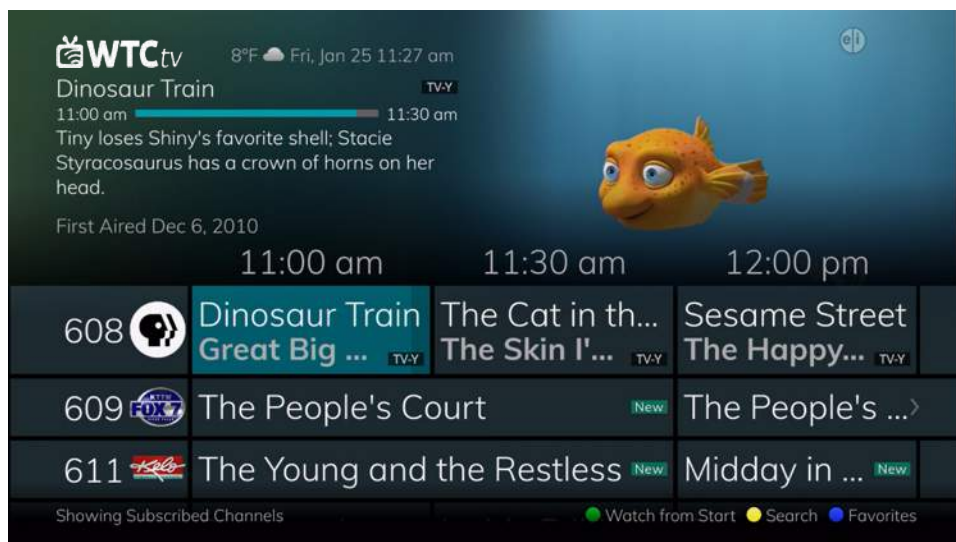 WTCtv
8°F Fri, Jan 25 11:27 am
e/i
Dinosaur Train TV-Y
11:00 am 11:30 am
Tiny loses Shiny's favorite shell; Stacie
Styracosaurus has a crown of horns on her
head.
First Aired Dec 6, 2010
11:00 am 11:30 am 12:00 pm
608 Dinosaur Train The Cat in th... Sesame Street
Great Big ... TV-Y The Skin I'... TV-Y The Happy... TV-Y
609 KTTW FOX 7 The People's Court New The People's ...
611 Kelo The Young and the Restless New Midday in ... New
Showing Subscribed Channels Watch from Start Search Favorites